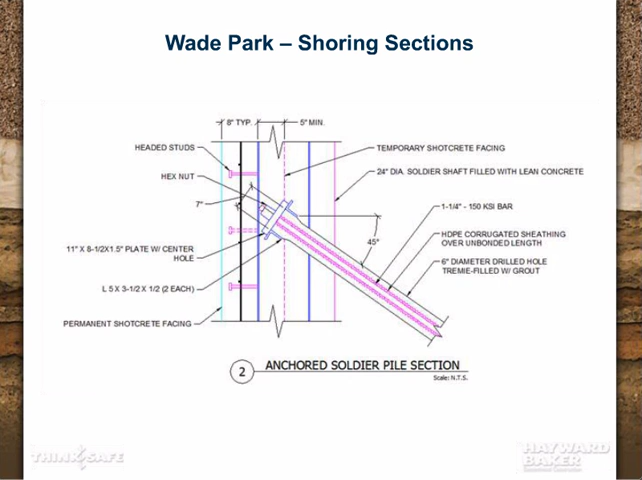 Wade Park – Shoring Sections
8" TYP.
5" MIN.
HEADED STUDS
TEMPORARY SHOTCRETE FACING
HEX NUT
24" DIA. SOLDIER SHAFT FILLED WITH LEAN CONCRETE
7"
1-1/4" - 150 KSI BAR
45°
HDPE CORRUGATED SHEATHING
OVER UNBONDED LENGTH
11" X 8-1/2X1.5" PLATE W/ CENTER
HOLE
6" DIAMETER DRILLED HOLE
TREMIE-FILLED W/ GROUT
L 5 X 3-1/2 X 1/2 (2 EACH)
PERMANENT SHOTCRETE FACING
2
ANCHORED SOLDIER PILE SECTION
Scale: N.T.S.
THINK SAFE
HAYWARD
BAKER